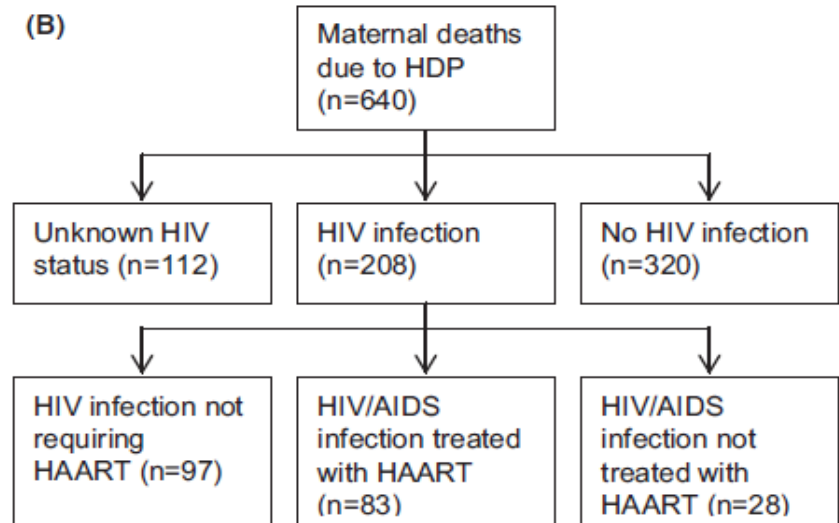 (B)
Maternal deaths
due to HDP
(n=640)
Unknown HIV
status (n=112)
HIV infection
(n=208)
No HIV infection
(n=320)
HIV infection not
requiring
HAART (n=97)
HIV/AIDS
infection treated
with HAART
(n=83)
HIV/AIDS
infection not
treated with
HAART (n=28)